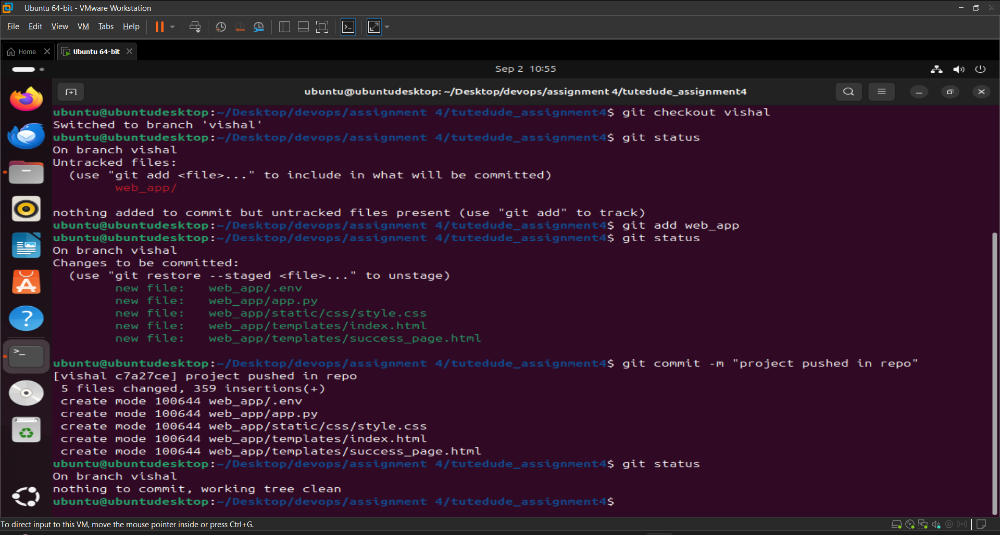 Ubuntu 64-bit - VMware Workstation
File Edit View VM Tabs Help
Home
Ubuntu 64-bit
Sep 2 10:55
ubuntu@ubuntudesktop: ~/Desktop/devops/assignment 4/tutedude_assignment4
ubuntu@ubuntudesktop:~/Desktop/devops/assignment 4/tutedude_assignment4$ git checkout vishal
Switched to branch 'vishal'
ubuntu@ubuntudesktop:~/Desktop/devops/assignment 4/tutedude_assignment4$ git status
On branch vishal
Untracked files:
  (use "git add <file>..." to include in what will be committed)
        web_app/
nothing added to commit but untracked files present (use "git add" to track)
ubuntu@ubuntudesktop:~/Desktop/devops/assignment 4/tutedude_assignment4$ git add web_app
ubuntu@ubuntudesktop:~/Desktop/devops/assignment 4/tutedude_assignment4$ git status
On branch vishal
Changes to be committed:
  (use "git restore --staged <file>..." to unstage)
        new file:   web_app/.env
        new file:   web_app/app.py
        new file:   web_app/static/css/style.css
        new file:   web_app/templates/index.html
        new file:   web_app/templates/success_page.html
ubuntu@ubuntudesktop:~/Desktop/devops/assignment 4/tutedude_assignment4$ git commit -m "project pushed in repo"
[vishal c7a27ce] project pushed in repo
 5 files changed, 359 insertions(+)
 create mode 100644 web_app/.env
 create mode 100644 web_app/app.py
 create mode 100644 web_app/static/css/style.css
 create mode 100644 web_app/templates/index.html
 create mode 100644 web_app/templates/success_page.html
ubuntu@ubuntudesktop:~/Desktop/devops/assignment 4/tutedude_assignment4$ git status
On branch vishal
nothing to commit, working tree clean
ubuntu@ubuntudesktop:~/Desktop/devops/assignment 4/tutedude_assignment4$
To direct input to this VM, move the mouse pointer inside or press Ctrl+G.